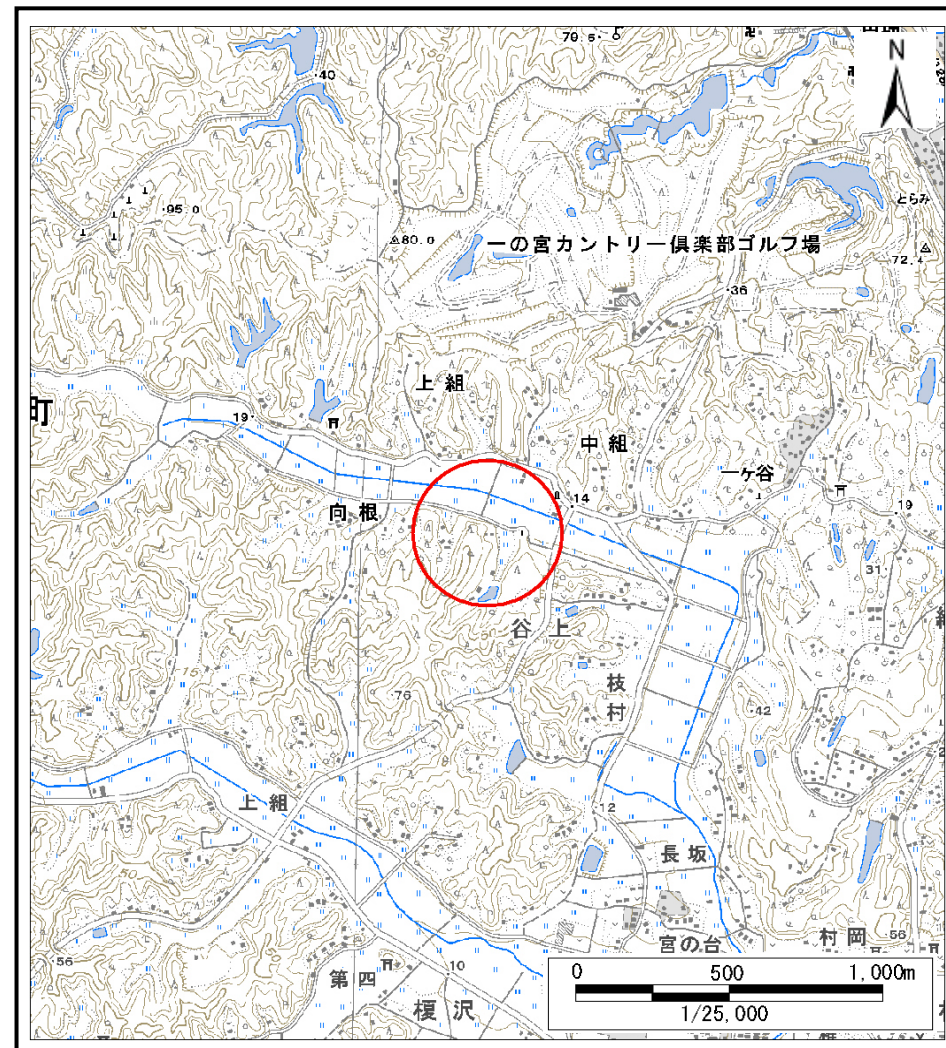 79.5
N
40
95.0
80.0
とらみ
一の宮カントリー倶楽部ゴルフ場
72.4
36
上組
町
19
中組
一ケ谷
14
向根
19
31
谷上
枝村
76
42
上組
12
長坂
50
宮の台
村岡
56
56
第四
10
榎沢
0 500 1,000m
1/25,000